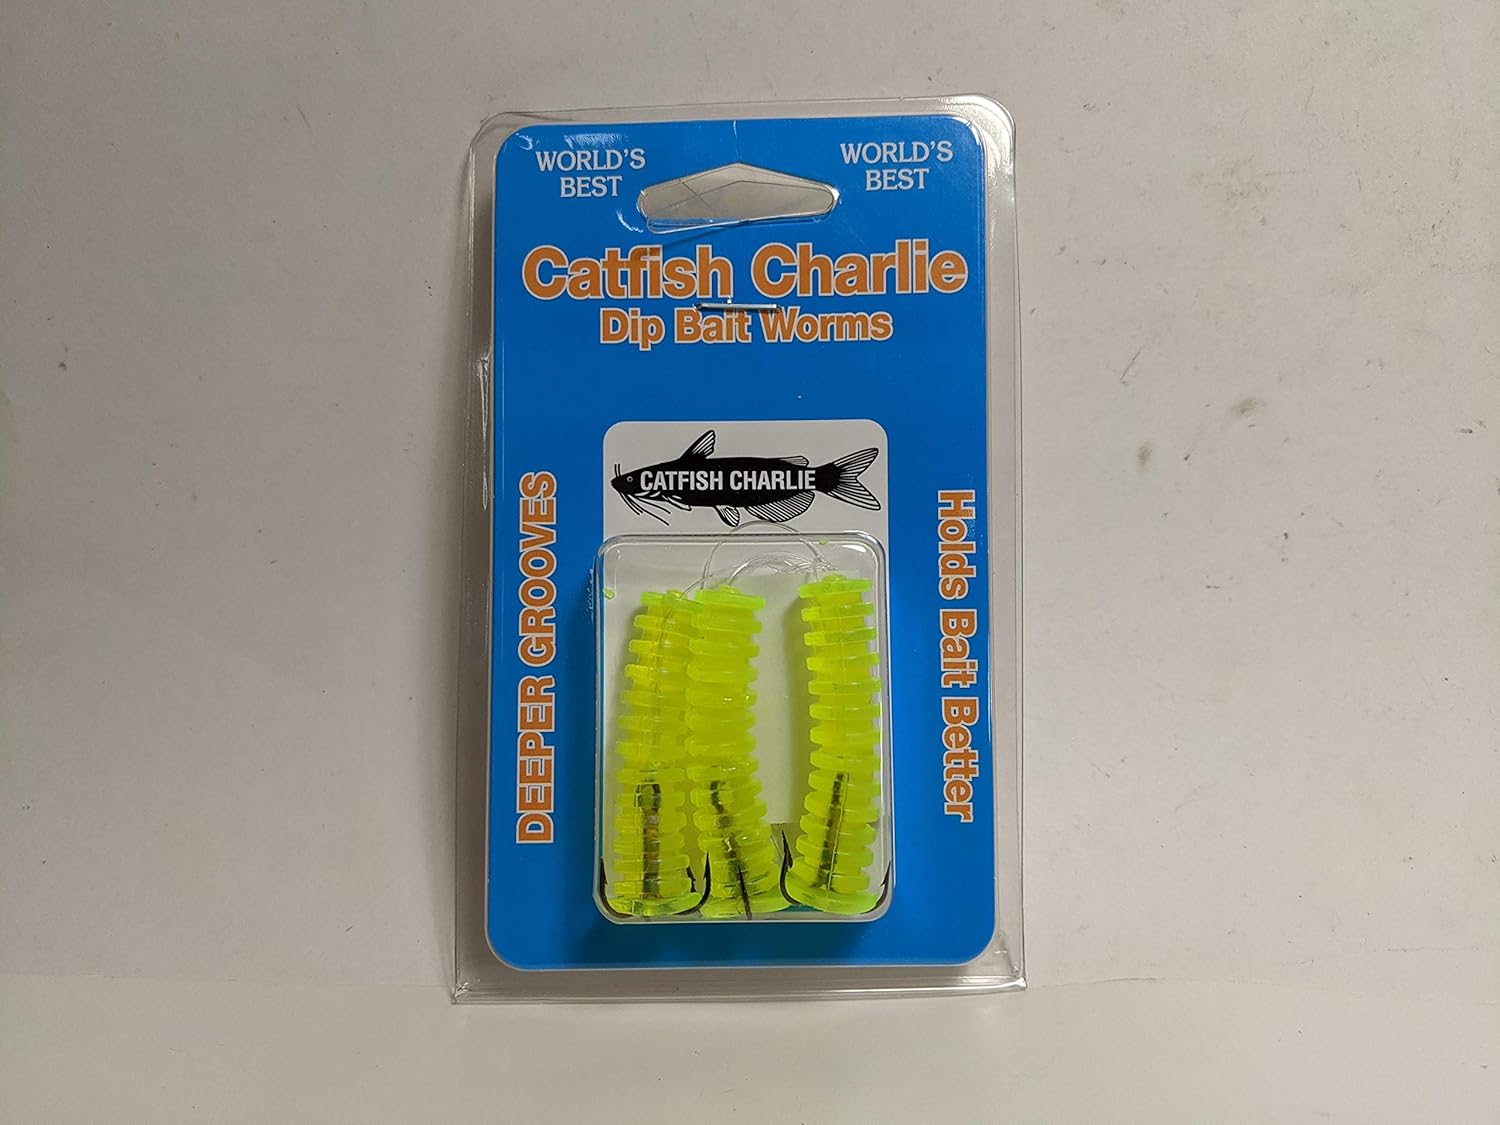 WORLD'S
BEST
WORLD'S
BEST
Catfish Charlie
Dip Bait Worms
CATFISH CHARLIE
DEEPER GROOVES
Holds Bait Better